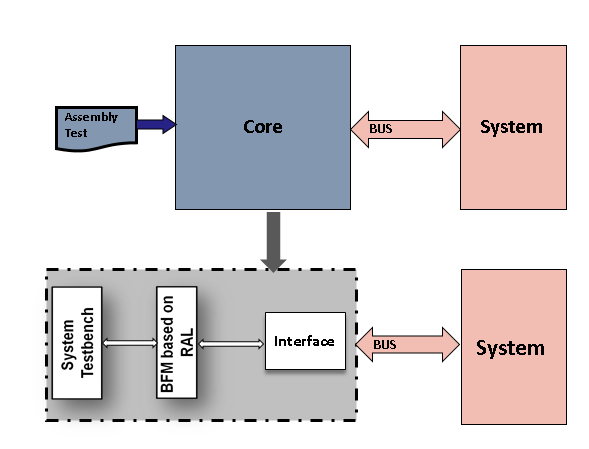 Assembly
Test
Core
BUS
System
System
Testbench
BFM based on
RAL
Interface
BUS
System